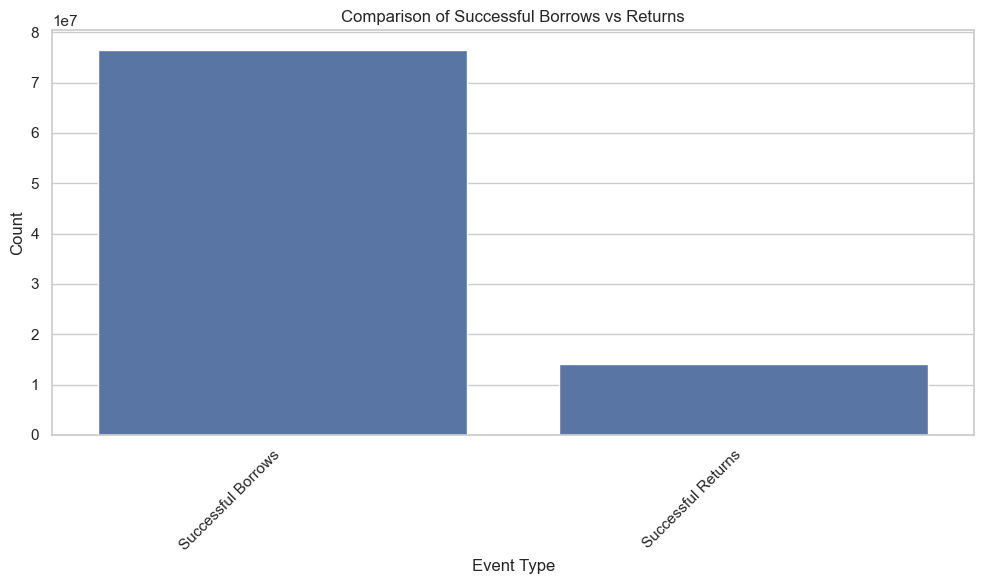 Comparison of Successful Borrows vs Returns
1e7
8
7
6
5
4
3
2
1
0
Count
Successful Borrows
Successful Returns
Event Type